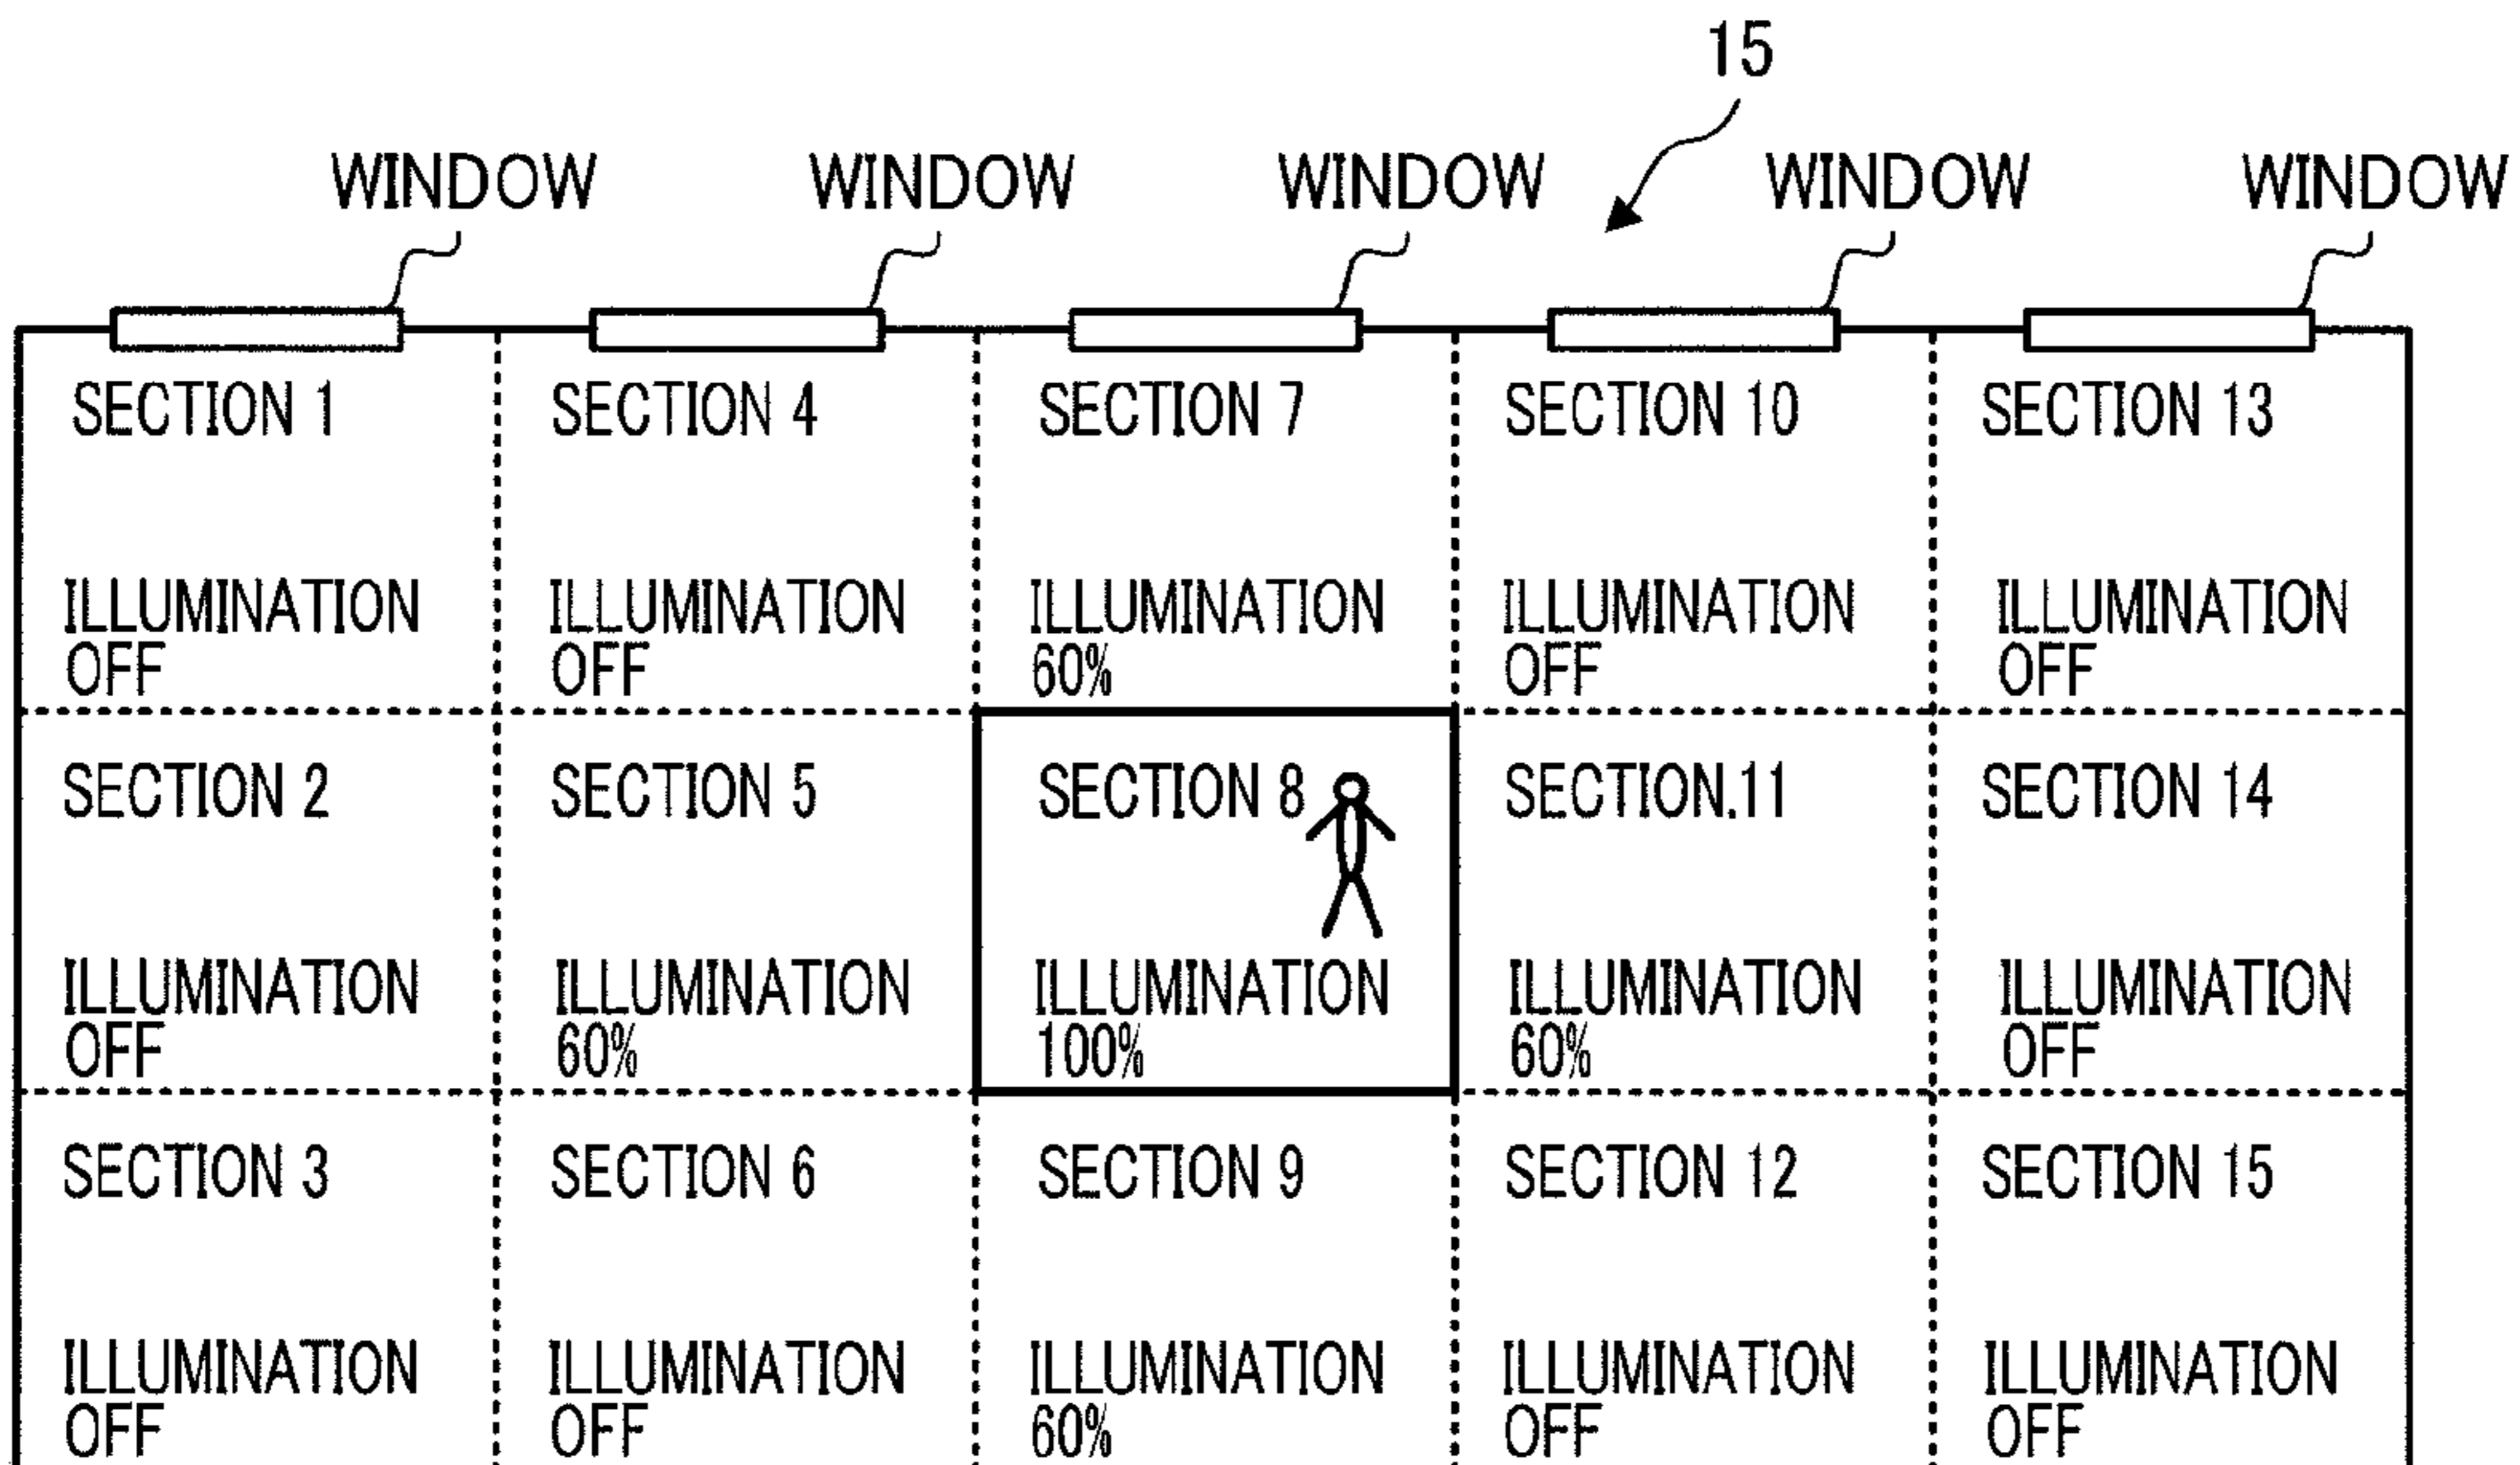 15
WINDOW WINDOW WINDOW WINDOW WINDOW
SECTION 1 SECTION 4 SECTION 7 SECTION 10 SECTION 13
ILLUMINATION ILLUMINATION ILLUMINATION ILLUMINATION ILLUMINATION
OFF OFF 60% OFF OFF
SECTION 2 SECTION 5 SECTION 8 SECTION.11 SECTION 14
ILLUMINATION ILLUMINATION ILLUMINATION ILLUMINATION ILLUMINATION
OFF 60% 100% 60% OFF
SECTION 3 SECTION 6 SECTION 9 SECTION 12 SECTION 15
ILLUMINATION ILLUMINATION ILLUMINATION ILLUMINATION ILLUMINATION
OFF OFF 60% OFF OFF